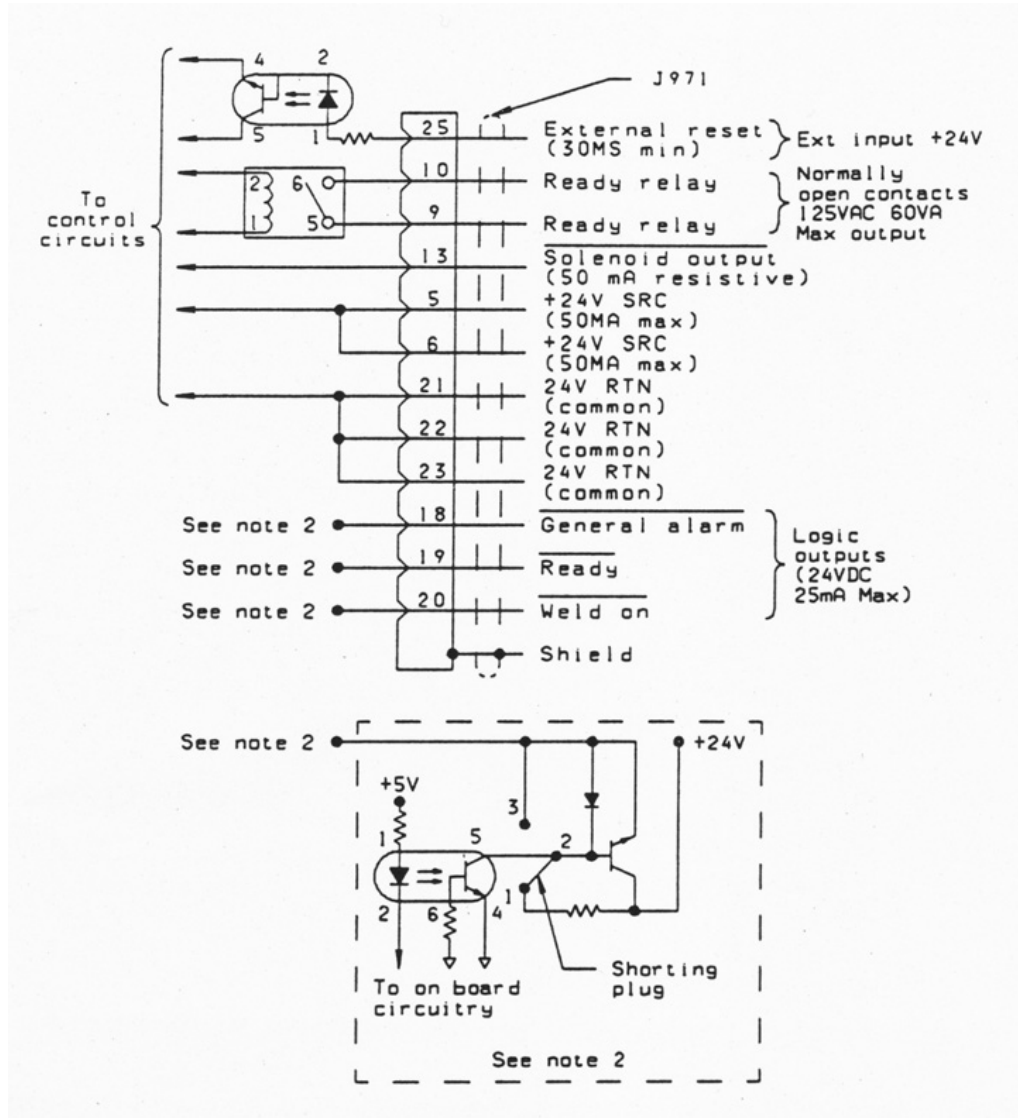 4 2
J971
5 1
25 External reset
(30MS min)
Ext input +24V
To
control
circuits
2 6
1 5
10 Ready relay
9 Ready relay
Normally
open contacts
125VAC 60VA
Max output
13 Solenoid output
(50 mA resistive)
5 +24V SRC
(50MA max)
6 +24V SRC
(50MA max)
21 24V RTN
(common)
22 24V RTN
(common)
23 24V RTN
(common)
See note 2 18 General alarm
See note 2 19 Ready
See note 2 20 Weld on
Logic
outputs
(24VDC
25mA Max)
Shield
See note 2
+24V
+5V
3
1 5 2
1
2 6 4
To on board
circuitry
Shorting
plug
See note 2